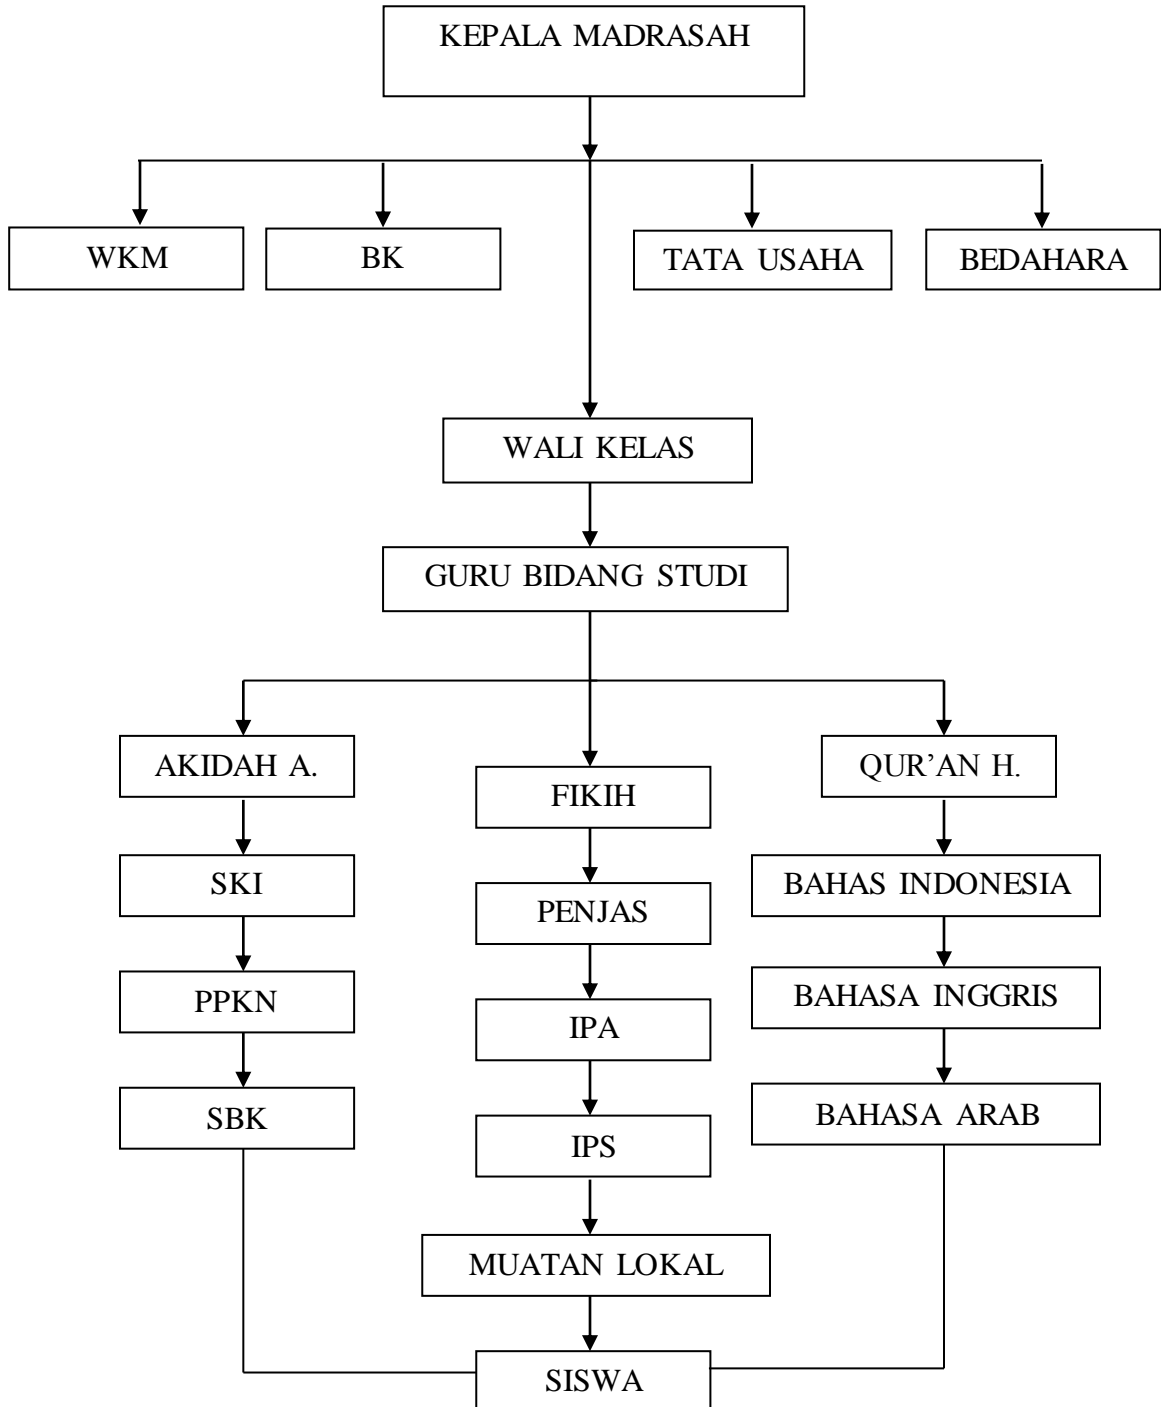 KEPALA MADRASAH
WKM
BK
TATA USAHA
BEDAHARA
WALI KELAS
GURU BIDANG STUDI
AKIDAH A.
FIKIH
QUR’AN H.
SKI
PENJAS
BAHAS INDONESIA
PPKN
IPA
BAHASA INGGRIS
SBK
IPS
BAHASA ARAB
MUATAN LOKAL
SISWA